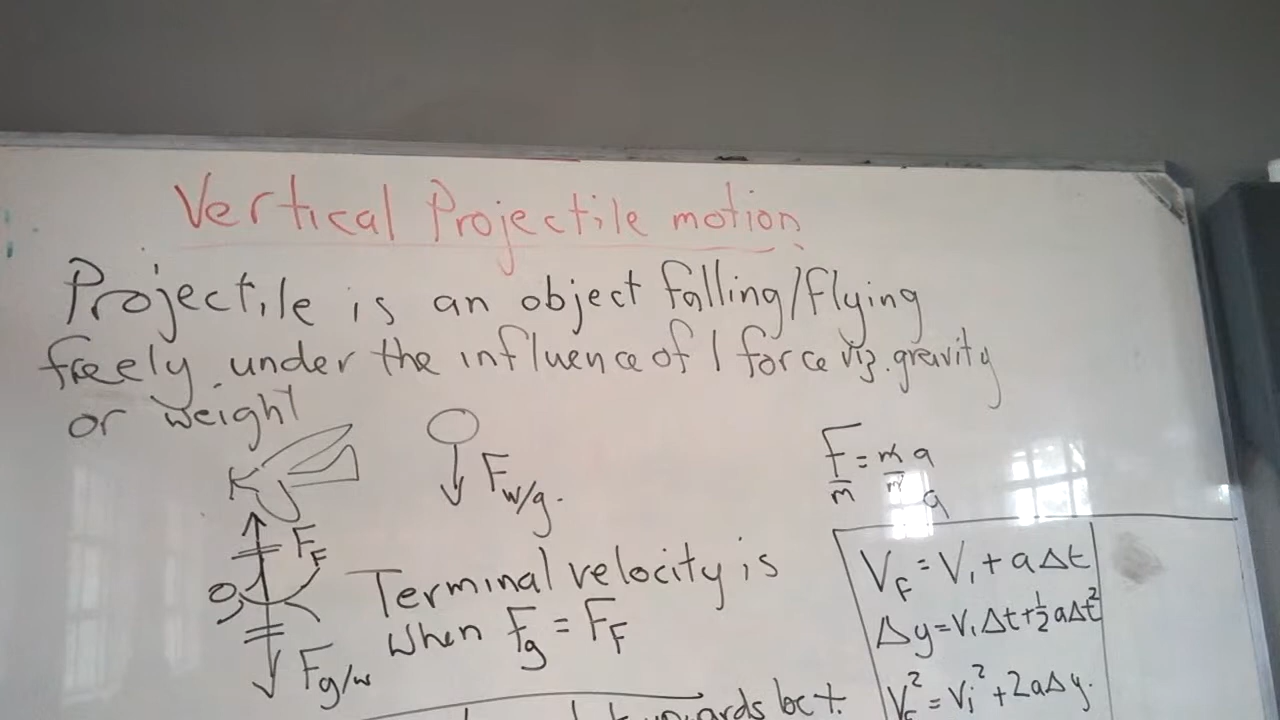 Vertical Projectile motion
Projectile is an object falling/flying
freely under the influence of 1 force viz. gravity
or weight
F_w/g.
F/m = ma/m
a
F_F
Terminal velocity is
when F_g = F_F
F_g/w
V_F = V_i + aΔt
Δy = V_iΔt + ½aΔt²
V_F² = V_i² + 2aΔy.